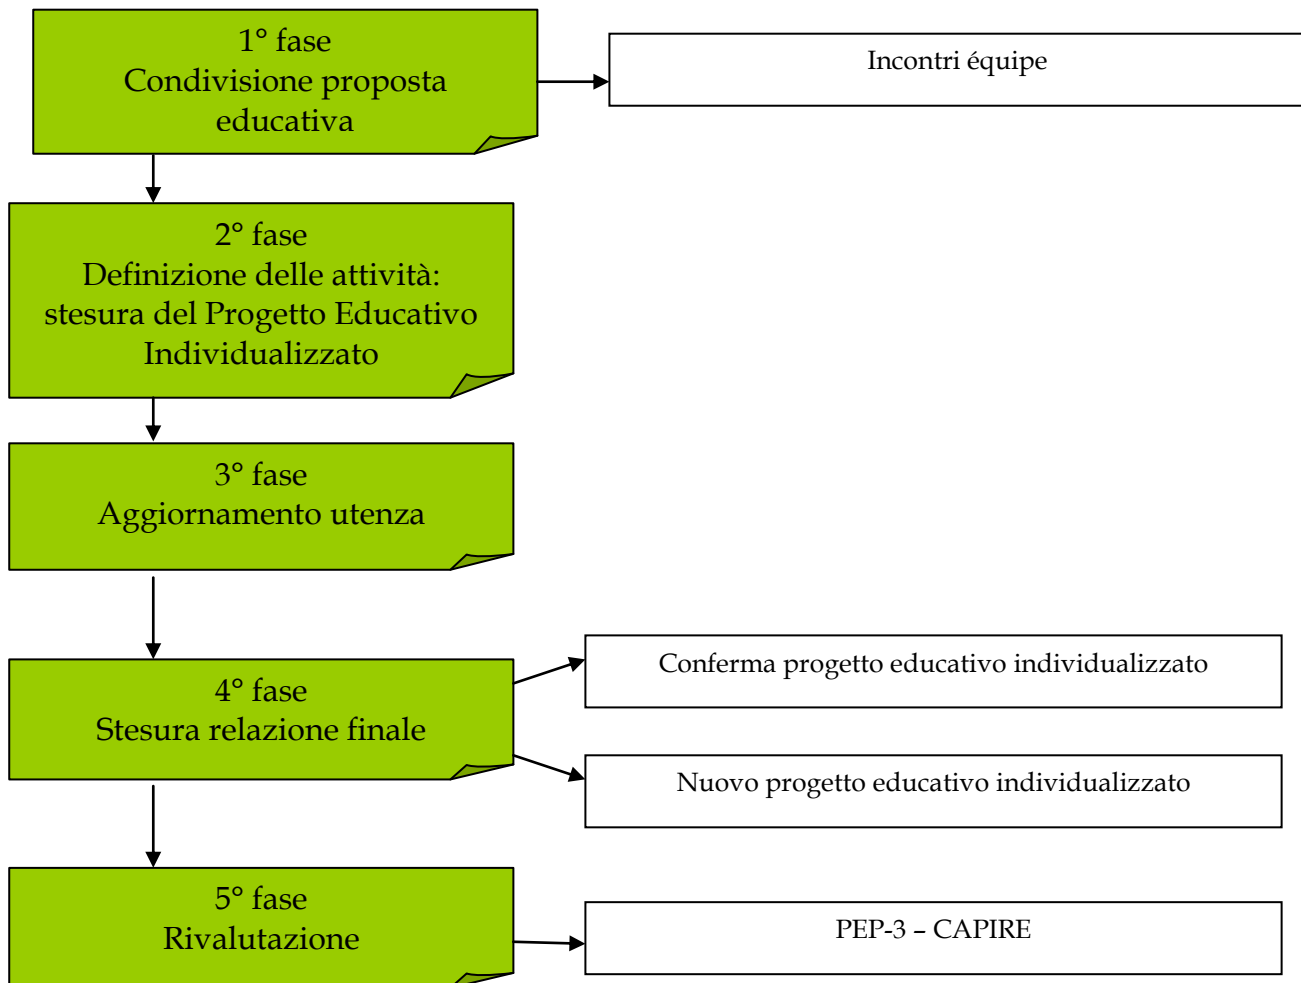 1° fase
Condivisione proposta
educativa
Incontri équipe
2° fase
Definizione delle attività:
stesura del Progetto Educativo
Individualizzato
3° fase
Aggiornamento utenza
4° fase
Stesura relazione finale
Conferma progetto educativo individualizzato
Nuovo progetto educativo individualizzato
5° fase
Rivalutazione
PEP-3 – CAPIRE